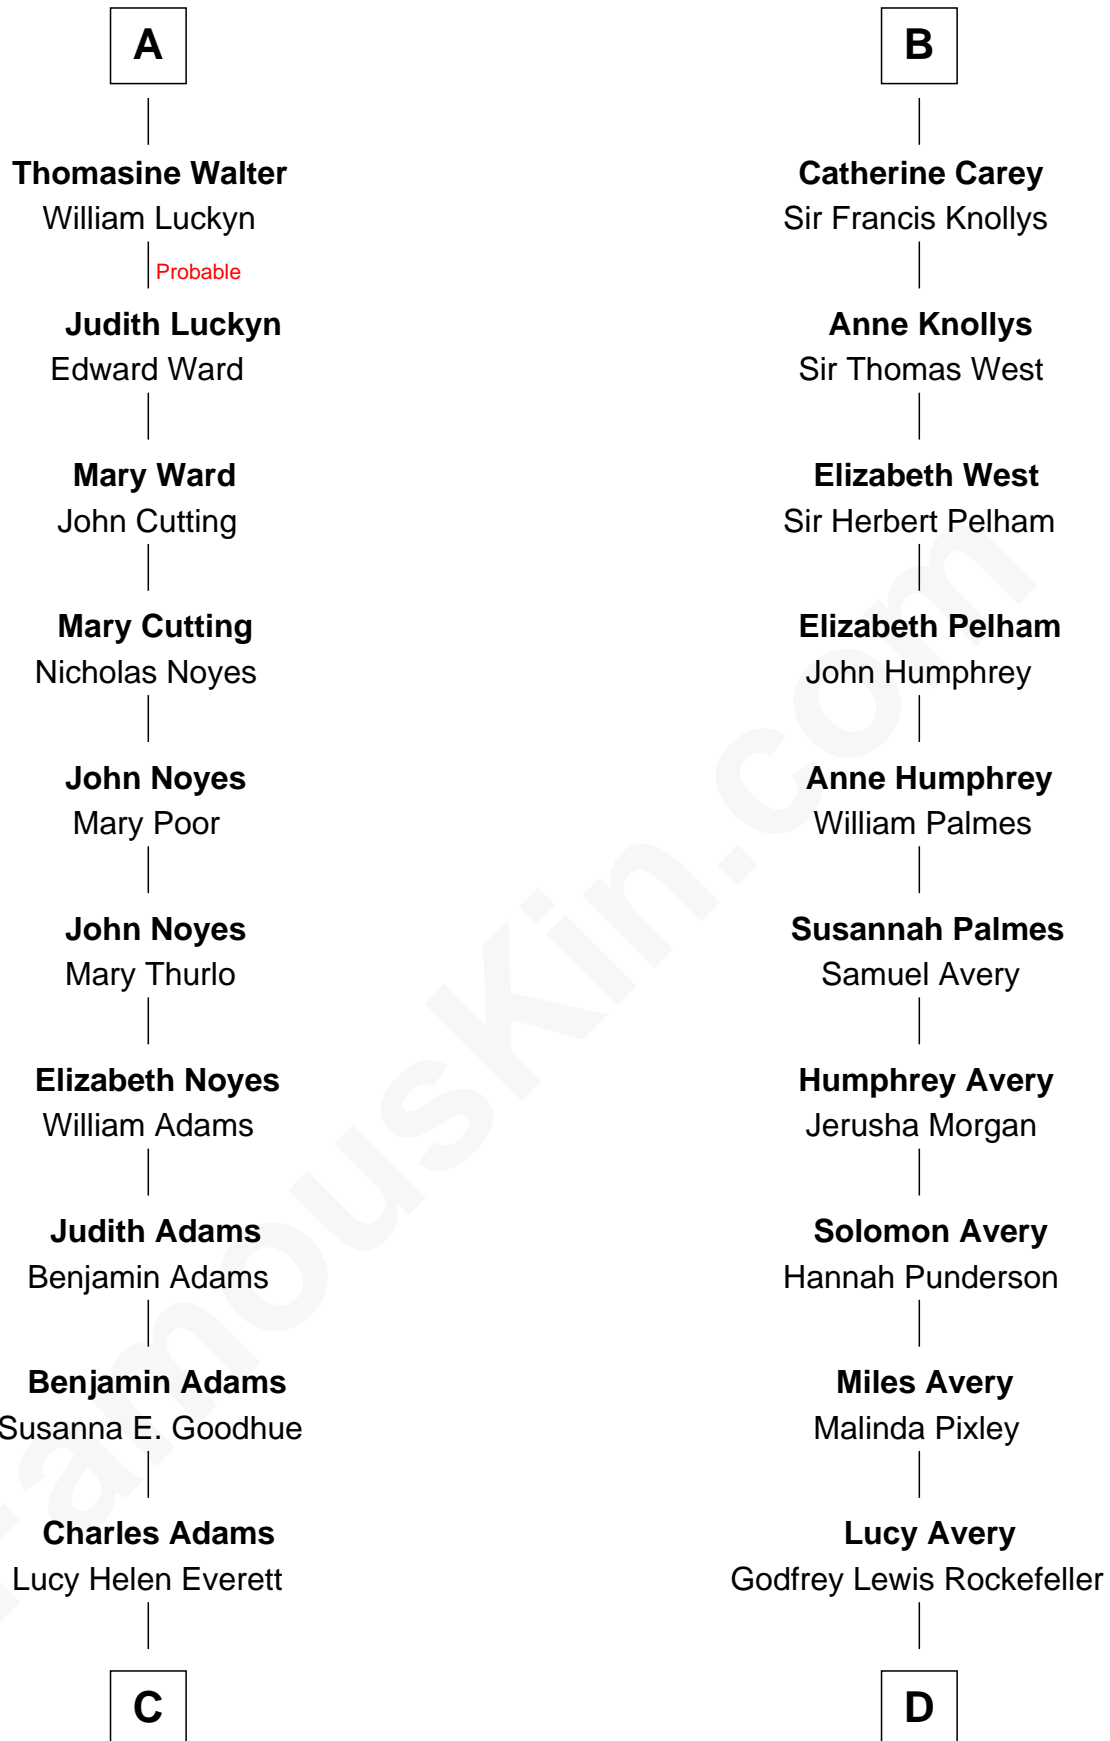 A
Thomasine Walter
William Luckyn
Probable
Judith Luckyn
Edward Ward
Mary Ward
John Cutting
Mary Cutting
Nicholas Noyes
John Noyes
Mary Poor
John Noyes
Mary Thurlo
Elizabeth Noyes
William Adams
Judith Adams
Benjamin Adams
Benjamin Adams
Susanna E. Goodhue
Charles Adams
Lucy Helen Everett
C
B
Catherine Carey
Sir Francis Knollys
Anne Knollys
Sir Thomas West
Elizabeth West
Sir Herbert Pelham
Elizabeth Pelham
John Humphrey
Anne Humphrey
William Palmes
Susannah Palmes
Samuel Avery
Humphrey Avery
Jerusha Morgan
Solomon Avery
Hannah Punderson
Miles Avery
Malinda Pixley
Lucy Avery
Godfrey Lewis Rockefeller
D
FamousKin.com